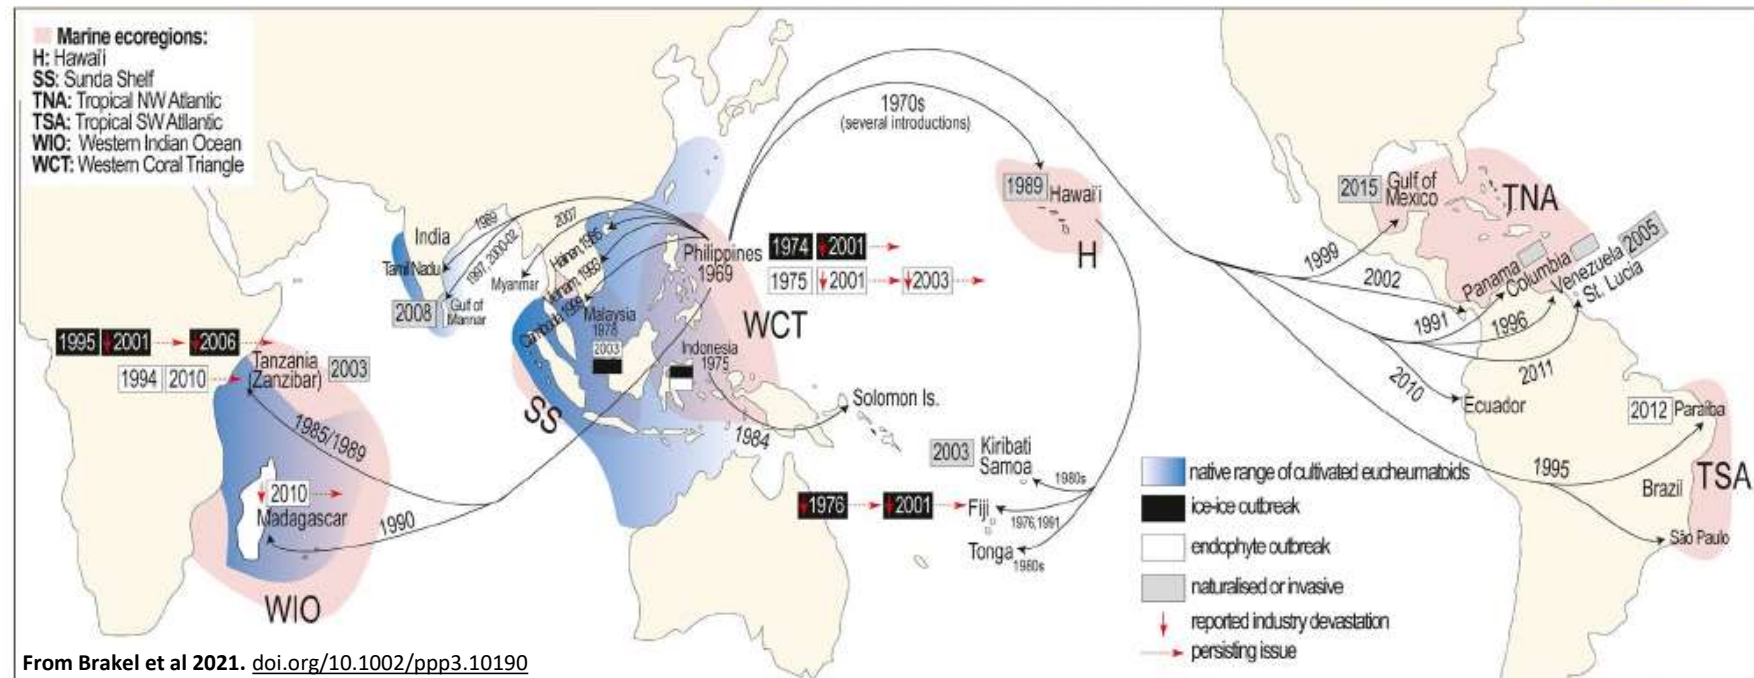 Marine ecoregions:
H: Hawai'i
SS: Sunda Shelf
TNA: Tropical NW Atlantic
TSA: Tropical SW Atllantic
WIO: Western Indian Ocean
WCT: Western Coral Triangle
1970s
(several introductions)
1989
Hawai'i
H
2015
Gulf of
Mexico
TNA
1999
2002
Panama
Columbia
Venezuela
2005
St. Lucia
1991
1996
2011
2010
Ecuador
2012
Paraíba
1995
Brazil
TSA
São Paulo
India
1989
2007
Tamil Nadu
1997, 2000-02
Myanmar
2008
Gulf of
Mannar
Hainan, 1985
Vietnam, 1993
Cambodia, 1999
Philippines
1969
1974
2001
1975
2001
2003
Malaysia
1978
2003
Indonesia
1975
WCT
SS
1984
Solomon Is.
1995
2001
2006
Tanzania
(Zanzibar)
2003
1994
2010
1985/1989
2010
Madagascar
1990
WIO
2003
Kiribati
Samoa
1980s
1976
2001
Fiji
1976,1991
Tonga
1980s
native range of cultivated eucheumatoids
ice-ice outbreak
endophyte outbreak
naturalised or invasive
reported industry devastation
persisting issue
From Brakel et al 2021. doi.org/10.1002/ppp3.10190